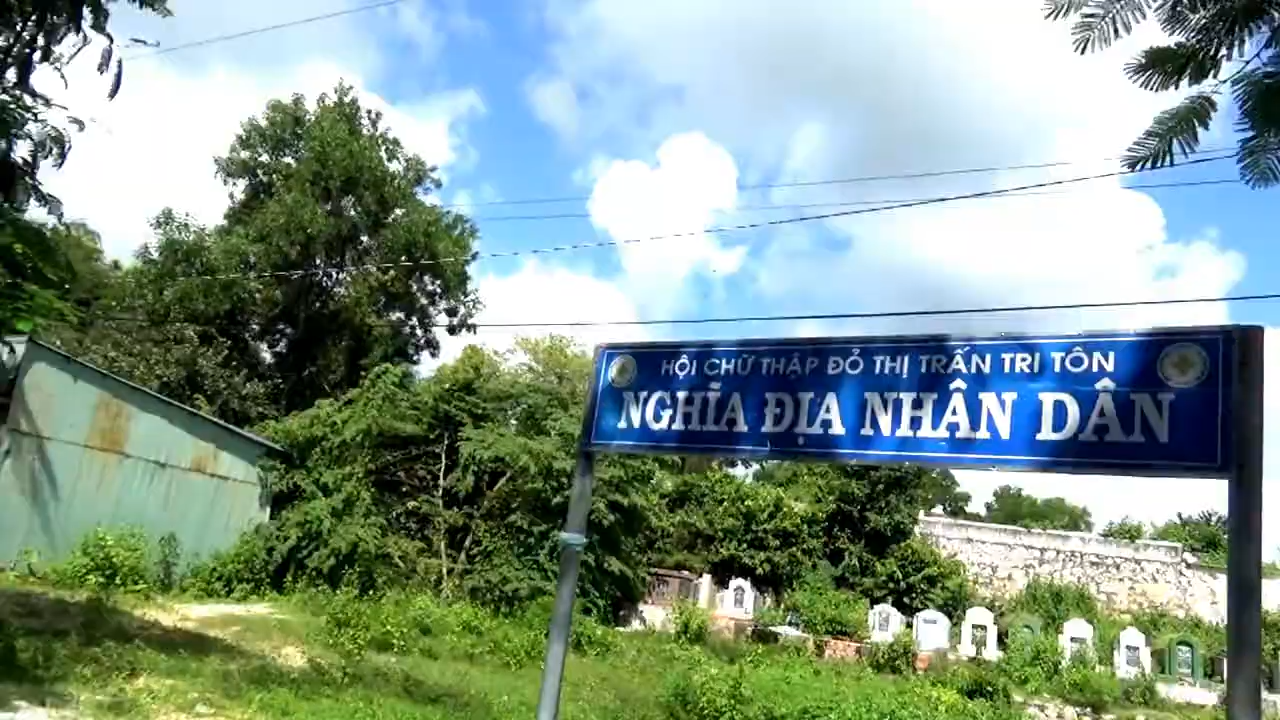 HỘI CHỮ THẬP ĐỎ THỊ TRẤN TRI TÔN
NGHĨA ĐỊA NHÂN DÂN